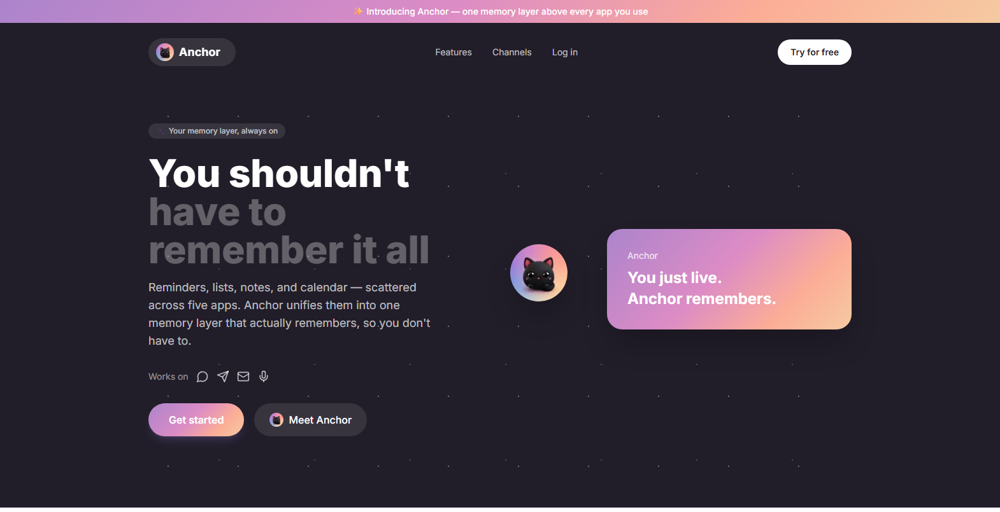 ✨ Introducing Anchor — one memory layer above every app you use
Anchor
Features
Channels
Log in
Try for free
Your memory layer, always on
You shouldn't
have to
remember it all
Reminders, lists, notes, and calendar — scattered
across five apps. Anchor unifies them into one
memory layer that actually remembers, so you don't
have to.
Works on
Get started
Meet Anchor
Anchor
You just live.
Anchor remembers.